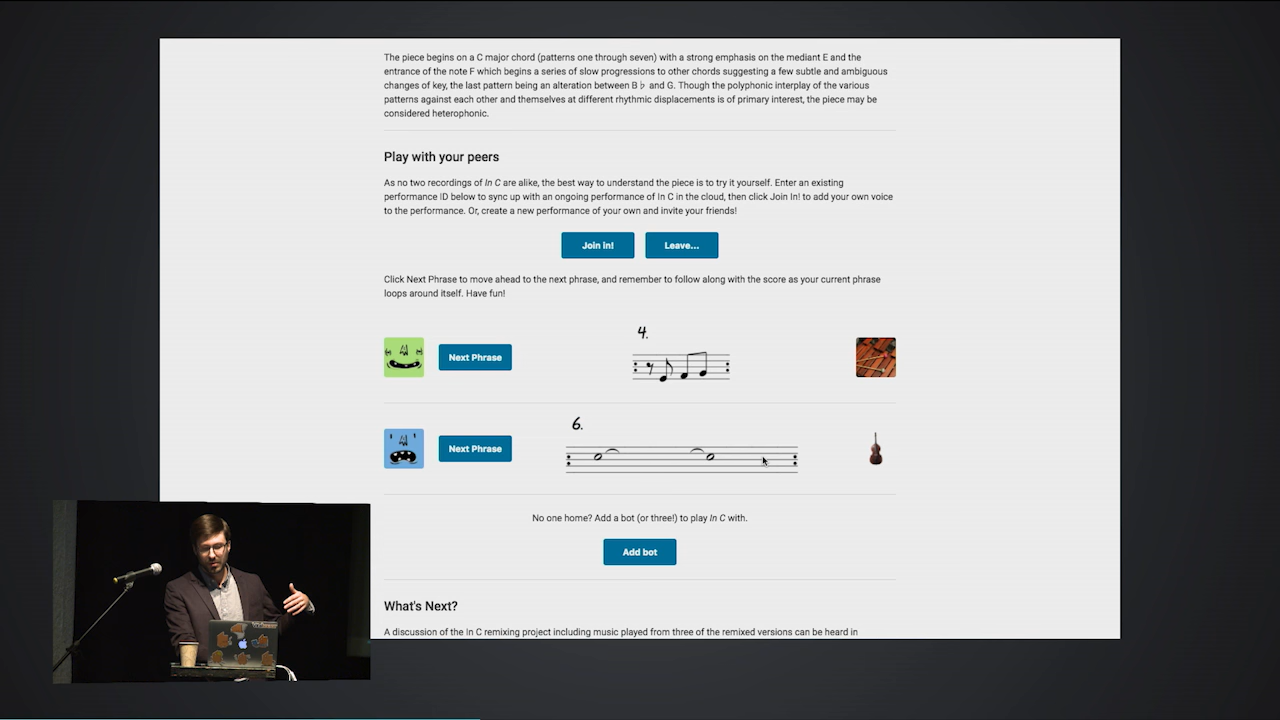 The piece begins on a C major chord (patterns one through seven) with a strong emphasis on the mediant E and the
entrance of the note F which begins a series of slow progressions to other chords suggesting a few subtle and ambiguous
changes of key, the last pattern being an alteration between B♭ and G. Though the polyphonic interplay of the various
patterns against each other and themselves at different rhythmic displacements is of primary interest, the piece may be
considered heterophonic.
Play with your peers
As no two recordings of In C are alike, the best way to understand the piece is to try it yourself. Enter an existing
performance ID below to sync up with an ongoing performance of In C in the cloud, then click Join In! to add your own voice
to the performance. Or, create a new performance of your own and invite your friends!
Join in!
Leave...
Click Next Phrase to move ahead to the next phrase, and remember to follow along with the score as your current phrase
loops around itself. Have fun!
Next Phrase
4.
Next Phrase
6.
No one home? Add a bot (or three!) to play In C with.
Add bot
What's Next?
A discussion of the In C remixing project including music played from three of the remixed versions can be heard in